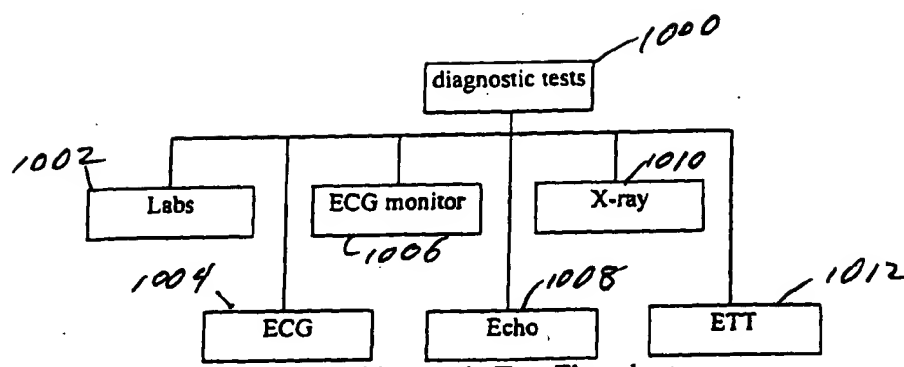 1000
diagnostic tests
1002
1010
Labs
ECG monitor
X-ray
1006
1004
1008
1012
ECG
Echo
ETT